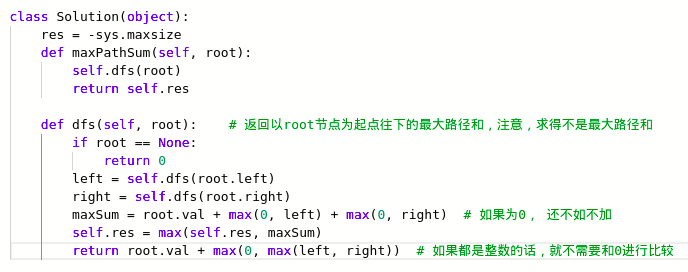 class Solution(object):
    res = -sys.maxsize
    def maxPathSum(self, root):
        self.dfs(root)
        return self.res

    def dfs(self, root):    # 返回以root节点为起点往下的最大路径和，注意，求得不是最大路径和
        if root == None:
            return 0
        left = self.dfs(root.left)
        right = self.dfs(root.right)
        maxSum = root.val + max(0, left) + max(0, right)  # 如果为0， 还不如不加
        self.res = max(self.res, maxSum)
        return root.val + max(0, max(left, right))  # 如果都是整数的话，就不需要和0进行比较